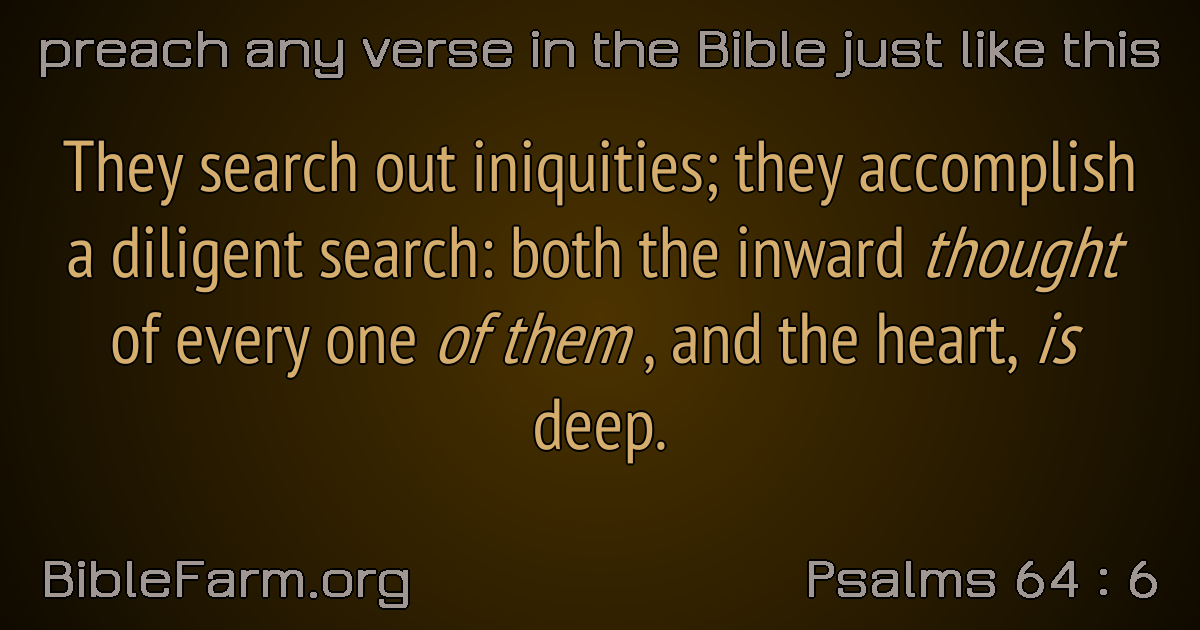 preach any verse in the Bible just like this
They search out iniquities; they accomplish
a diligent search: both the inward thought
of every one of them , and the heart, is
deep.
BibleFarm.org
Psalms 64 : 6